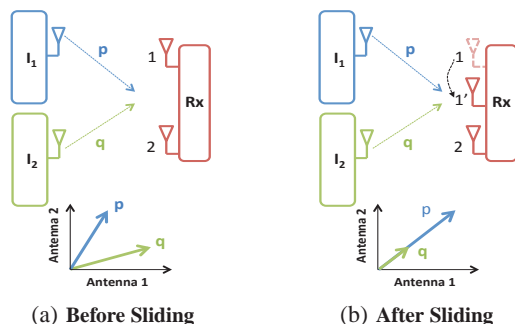 I1
p
1
Rx
I2
q
2
Antenna 2
p
q
Antenna 1
(a) Before Sliding
I1
p
1
1'
Rx
I2
q
2
Antenna 2
p
q
Antenna 1
(b) After Sliding